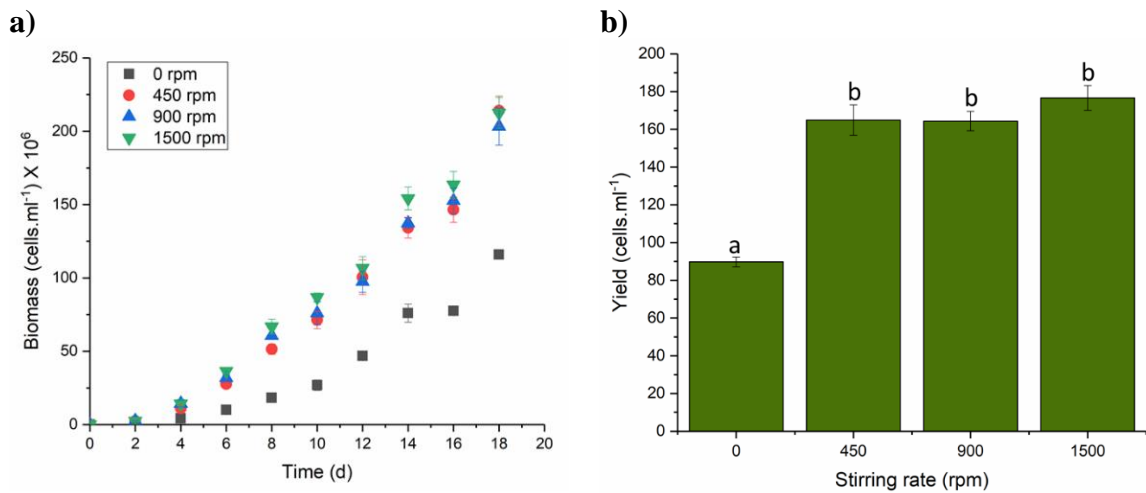 a)
250
200
150
100
50
0
0 2 4 6 8 10 12 14 16 18 20
Biomass (cells.ml⁻¹) X 10⁶
Time (d)
0 rpm
450 rpm
900 rpm
1500 rpm
b)
200
180
160
140
120
100
80
60
40
20
0
a
b
b
b
0 450 900 1500
Yield (cells.ml⁻¹)
Stirring rate (rpm)